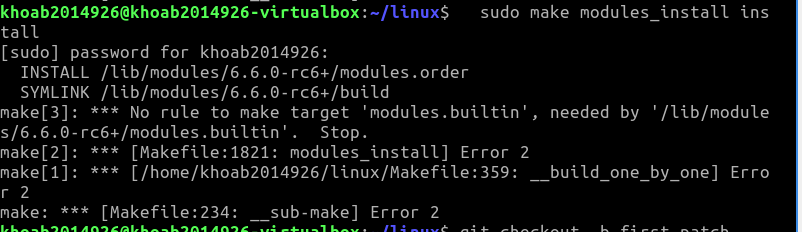 khoab2014926@khoab2014926-virtualbox:~/linux$   sudo make modules_install ins
tall
[sudo] password for khoab2014926:
  INSTALL /lib/modules/6.6.0-rc6+/modules.order
  SYMLINK /lib/modules/6.6.0-rc6+/build
make[3]: *** No rule to make target 'modules.builtin', needed by '/lib/module
s/6.6.0-rc6+/modules.builtin'.  Stop.
make[2]: *** [Makefile:1821: modules_install] Error 2
make[1]: *** [/home/khoab2014926/linux/Makefile:359: __build_one_by_one] Erro
r 2
make: *** [Makefile:234: __sub-make] Error 2
khoab2014926@khoab2014926-virtualbox:~/linux$ git checkout -b first-patch